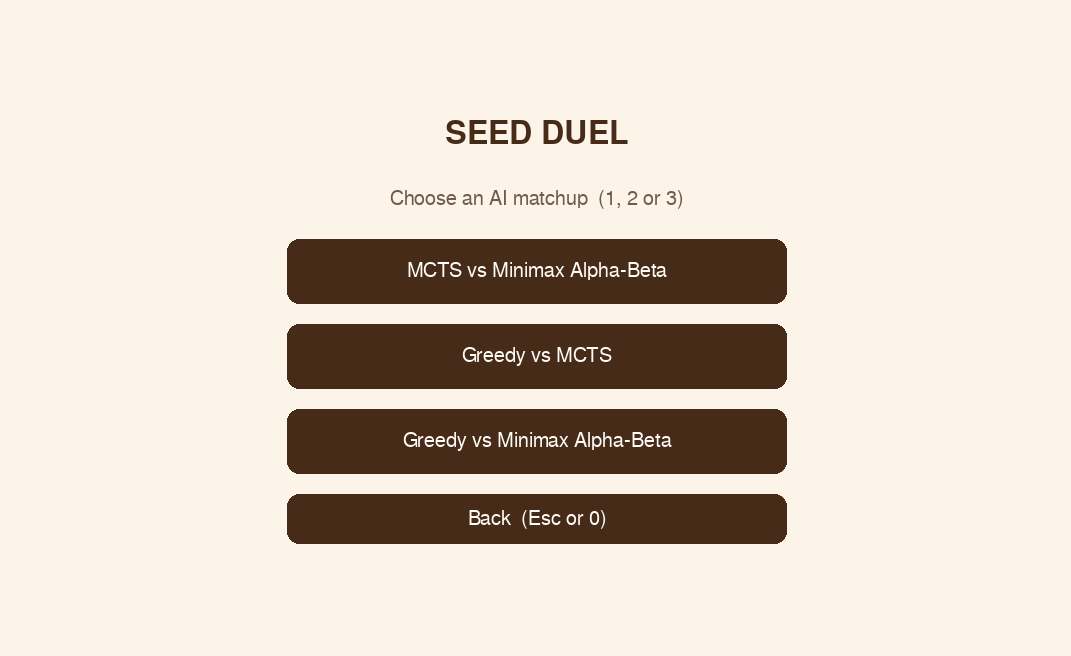 SEED DUEL
Choose an AI matchup  (1, 2 or 3)
MCTS vs Minimax Alpha-Beta
Greedy vs MCTS
Greedy vs Minimax Alpha-Beta
Back  (Esc or 0)